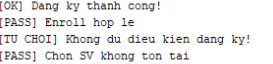 [OK] Dang ky thanh cong!
[PASS] Enroll hop le
[TU CHOI] Khong du dieu kien dang ky!
[PASS] Chon SV khong ton tai